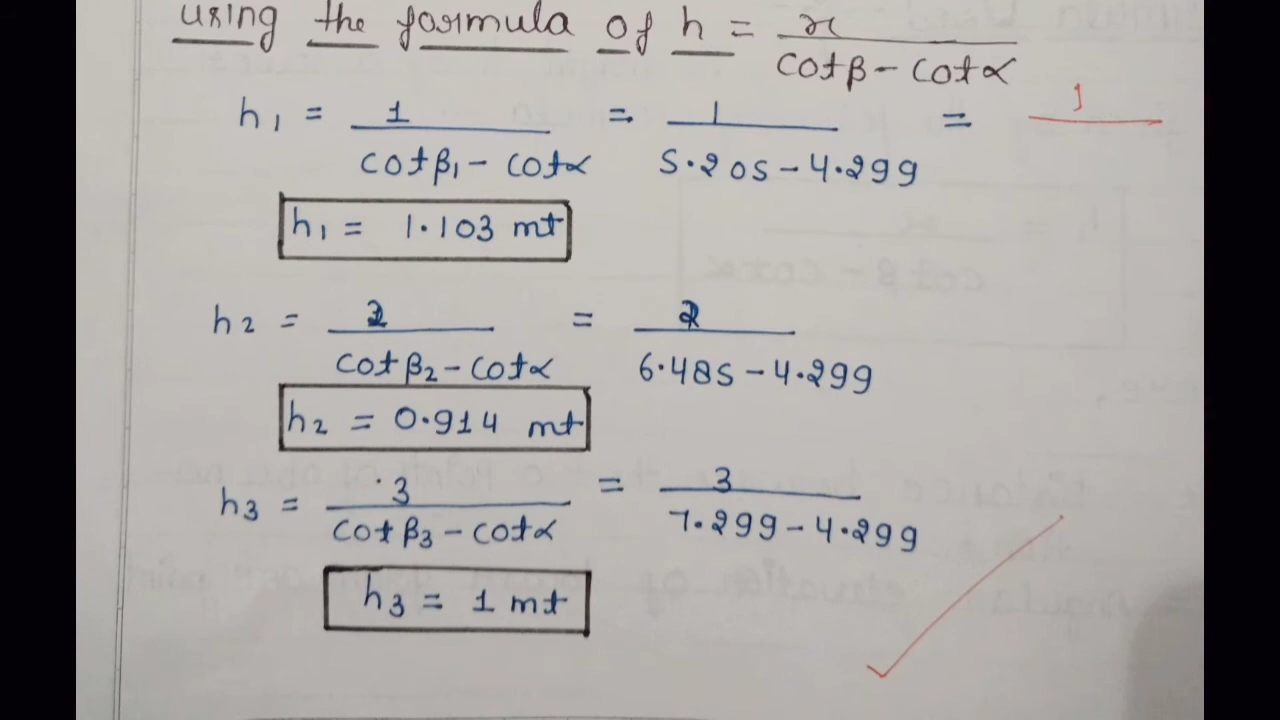 using the formula of h = x / cotβ - cotα
h1 = 1 / cotβ1 - cotα = 1 / 5.205 - 4.299 = 1
h1 = 1.103 mt
h2 = 2 / cotβ2 - cotα = 2 / 6.485 - 4.299
h2 = 0.914 mt
h3 = 3 / cotβ3 - cotα = 3 / 7.299 - 4.299
h3 = 1 mt